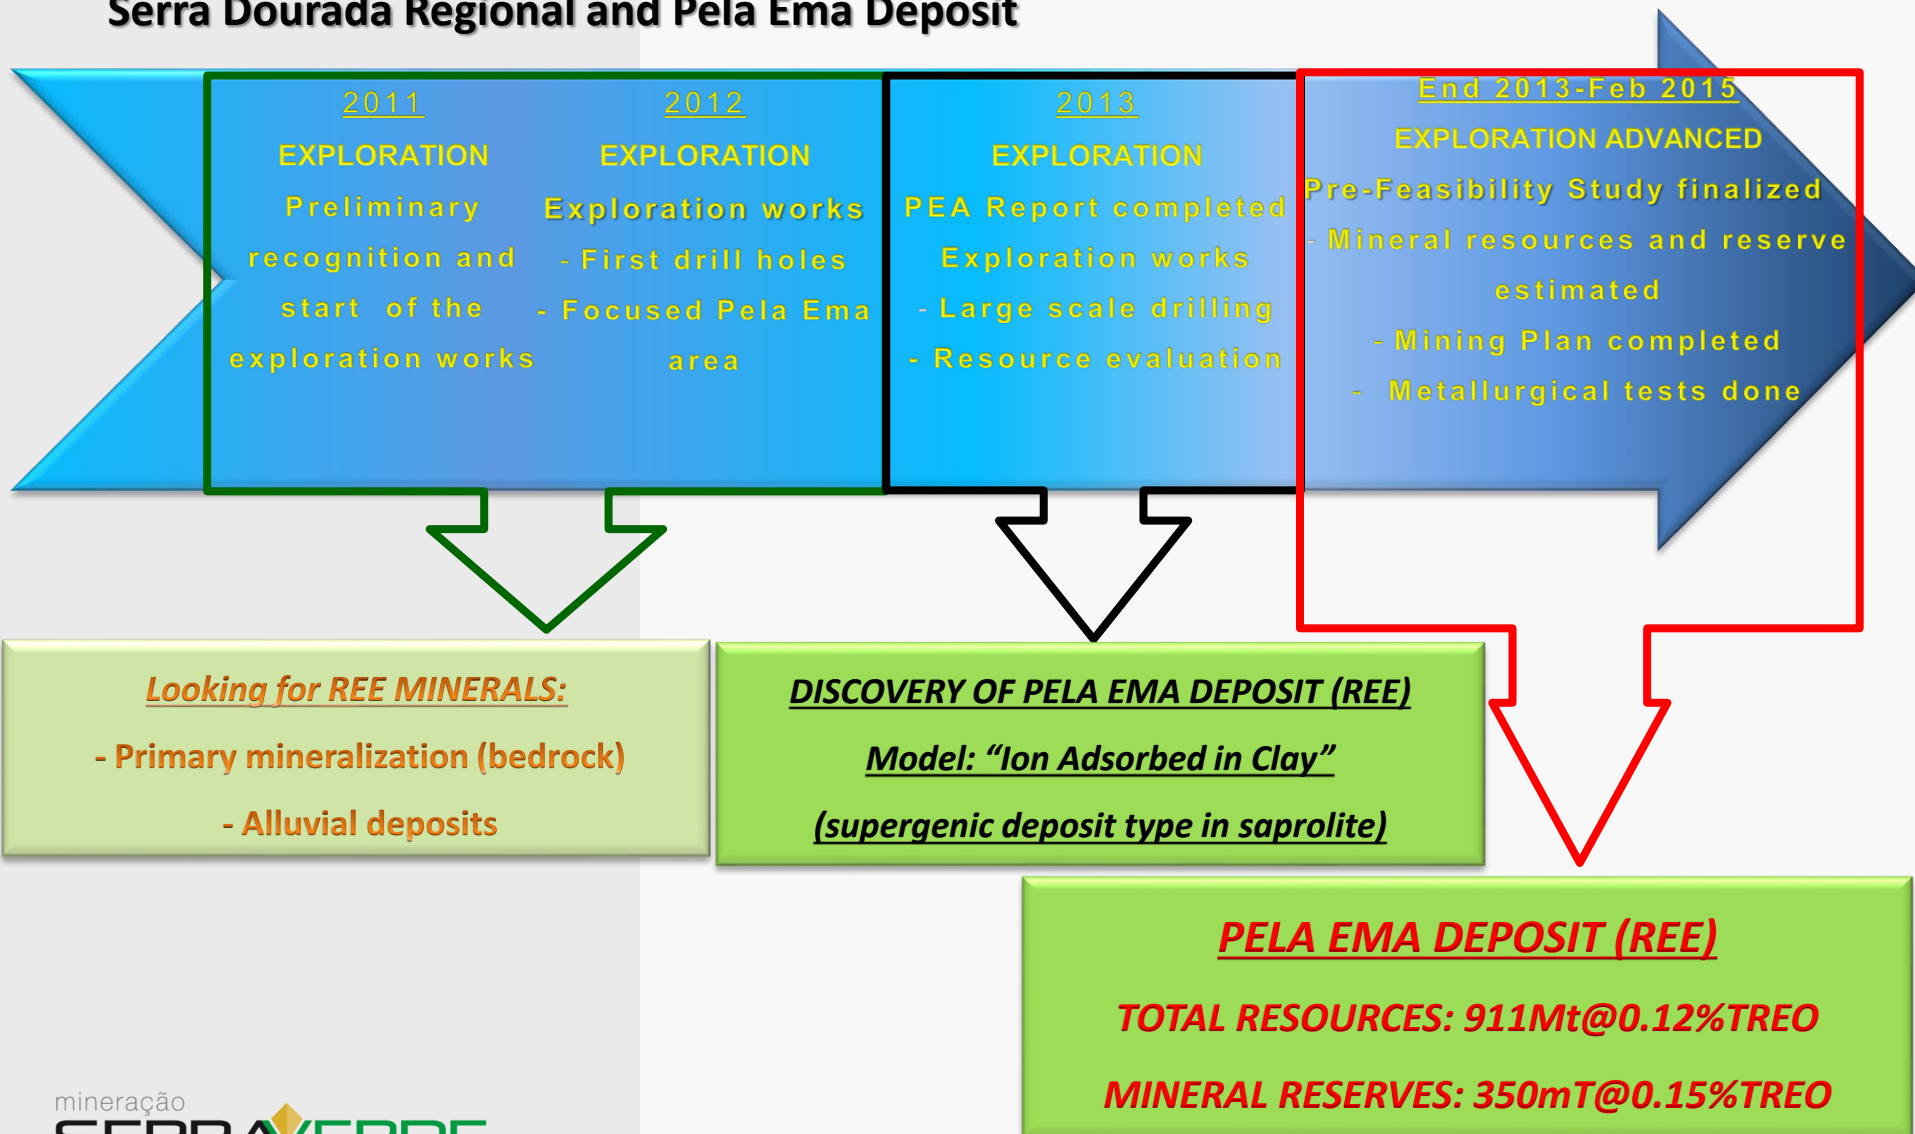 Serra Dourada Regional and Pela Ema Deposit
2011
EXPLORATION
Preliminary
recognition and
start of the
exploration works
2012
EXPLORATION
Exploration works
- First drill holes
- Focused Pela Ema
area
2013
EXPLORATION
PEA Report completed
Exploration works
- Large scale drilling
- Resource evaluation
End 2013-Feb 2015
EXPLORATION ADVANCED
Pre-Feasibility Study finalized
- Mineral resources and reserve
estimated
- Mining Plan completed
- Metallurgical tests done
Looking for REE MINERALS:
- Primary mineralization (bedrock)
- Alluvial deposits
DISCOVERY OF PELA EMA DEPOSIT (REE)
Model: “Ion Adsorbed in Clay”
(supergenic deposit type in saprolite)
PELA EMA DEPOSIT (REE)
TOTAL RESOURCES: 911Mt@0.12%TREO
MINERAL RESERVES: 350mT@0.15%TREO
mineração
SERRAVERDE